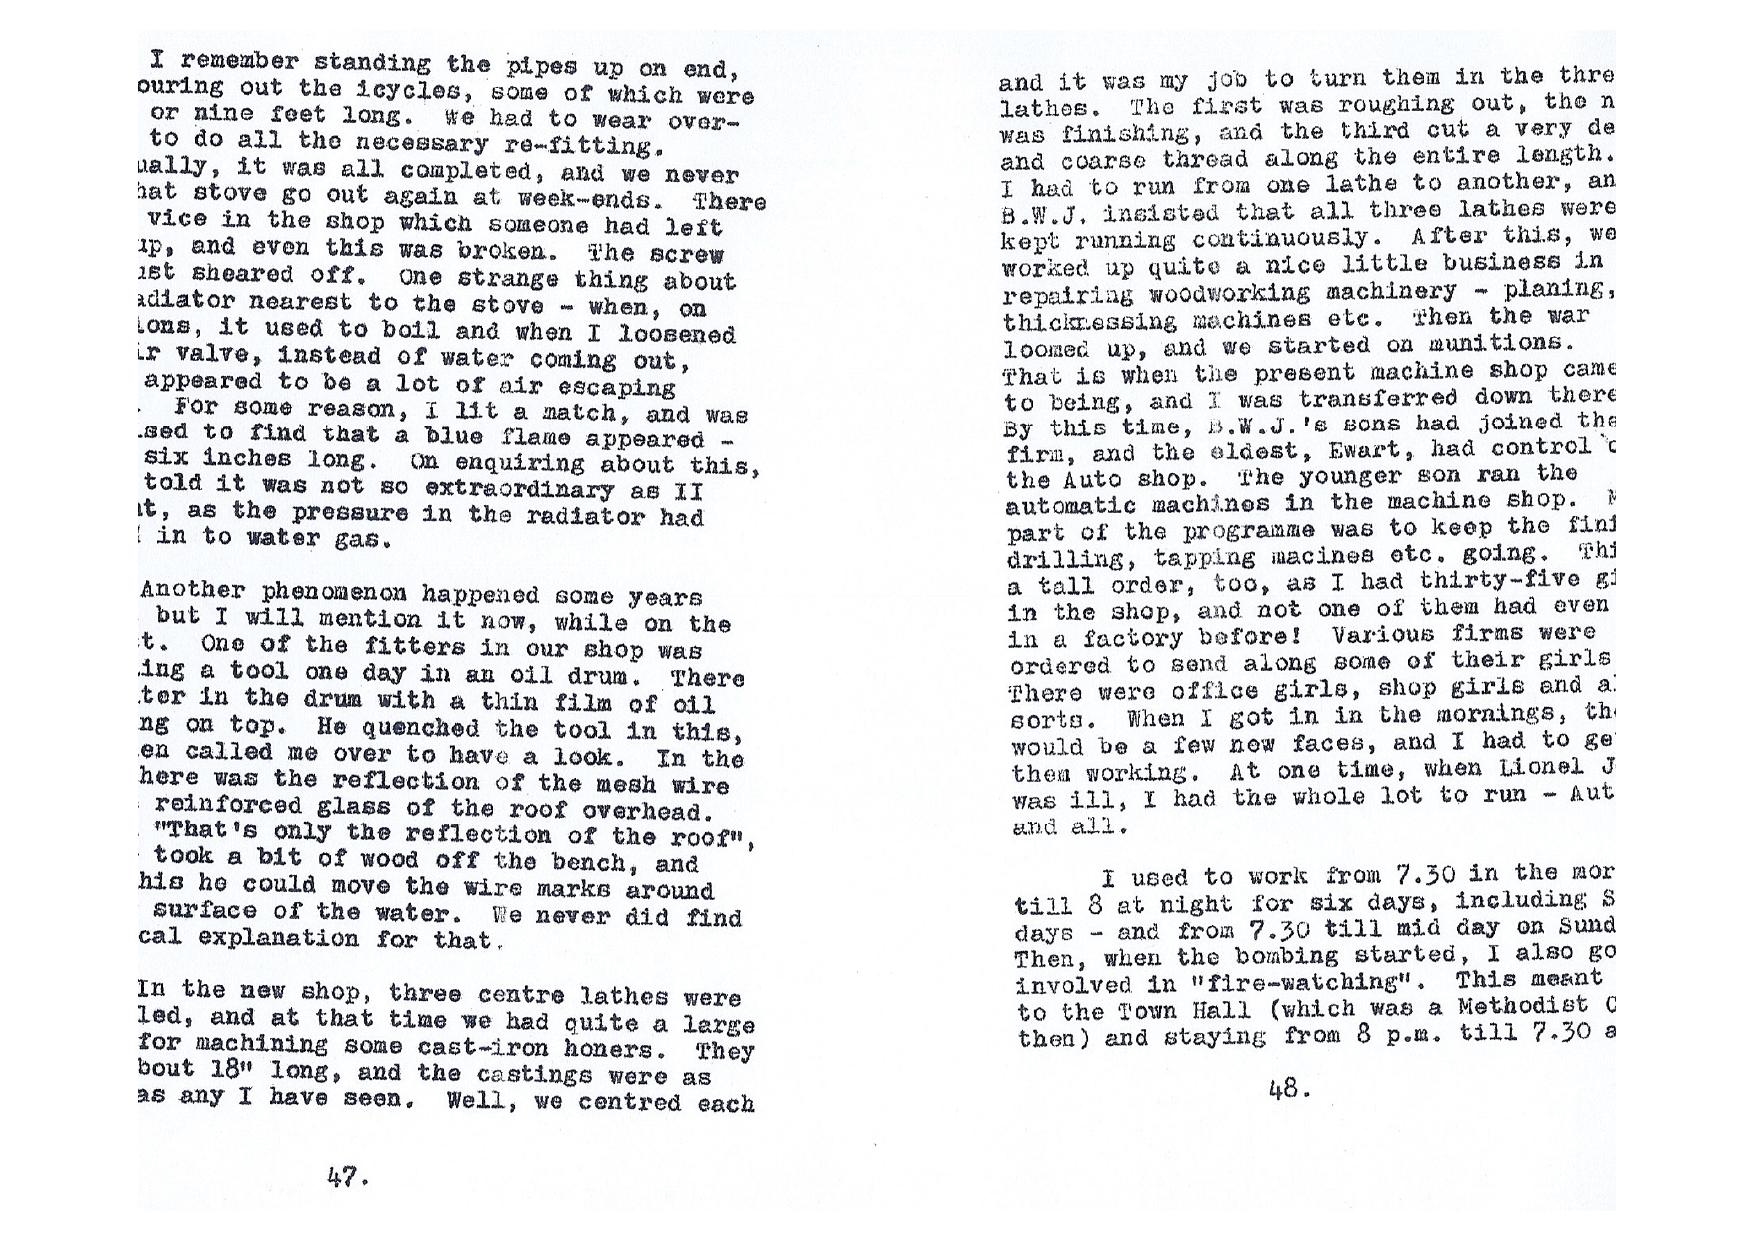 I remember standing the pipes up on end,
ouring out the icycles, some of which were
or nine feet long. We had to wear over-
to do all the necessary re-fitting.
ually, it was all completed, and we never
hat stove go out again at week-ends. There
vice in the shop which someone had left
up, and even this was broken. The screw
ust sheared off. One strange thing about
adiator nearest to the stove - when, on
ions, it used to boil and when I loosened
ir valve, instead of water coming out,
appeared to be a lot of air escaping
. For some reason, I lit a match, and was
sed to find that a blue flame appeared -
six inches long. On enquiring about this,
told it was not so extraordinary as II
ht, as the pressure in the radiator had
in to water gas.
Another phenomenon happened some years
but I will mention it now, while on the
t. One of the fitters in our shop was
ing a tool one day in an oil drum. There
ter in the drum with a thin film of oil
ng on top. He quenched the tool in this,
en called me over to have a look. In the
here was the reflection of the mesh wire
reinforced glass of the roof overhead.
"That's only the reflection of the roof",
took a bit of wood off the bench, and
his he could move the wire marks around
surface of the water. We never did find
cal explanation for that.
In the new shop, three centre lathes were
led, and at that time we had quite a large
for machining some cast-iron honers. They
bout 18" long, and the castings were as
as any I have seen. Well, we centred each
47.
and it was my job to turn them in the thre
lathes. The first was roughing out, the n
was finishing, and the third cut a very de
and coarse thread along the entire length.
I had to run from one lathe to another, an
B.W.J. insisted that all three lathes were
kept running continuously. After this, we
worked up quite a nice little business in
repairing woodworking machinery - planing,
thicknessing machines etc. Then the war
loomed up, and we started on munitions.
That is when the present machine shop came
to being, and I was transferred down there
By this time, B.W.J.'s sons had joined the
firm, and the eldest, Ewart, had control o
the Auto shop. The younger son ran the
automatic machines in the machine shop. M
part of the programme was to keep the fini
drilling, tapping macines etc. going. Thi
a tall order, too, as I had thirty-five gi
in the shop, and not one of them had even
in a factory before! Various firms were
ordered to send along some of their girls
There were office girls, shop girls and a
sorts. When I got in in the mornings, the
would be a few new faces, and I had to ge
them working. At one time, when Lionel J
was ill, I had the whole lot to run - Aut
and all.
I used to work from 7.30 in the mor
till 8 at night for six days, including S
days - and from 7.30 till mid day on Sund
Then, when the bombing started, I also go
involved in "fire-watching". This meant
to the Town Hall (which was a Methodist C
then) and staying from 8 p.m. till 7.30 a
48.